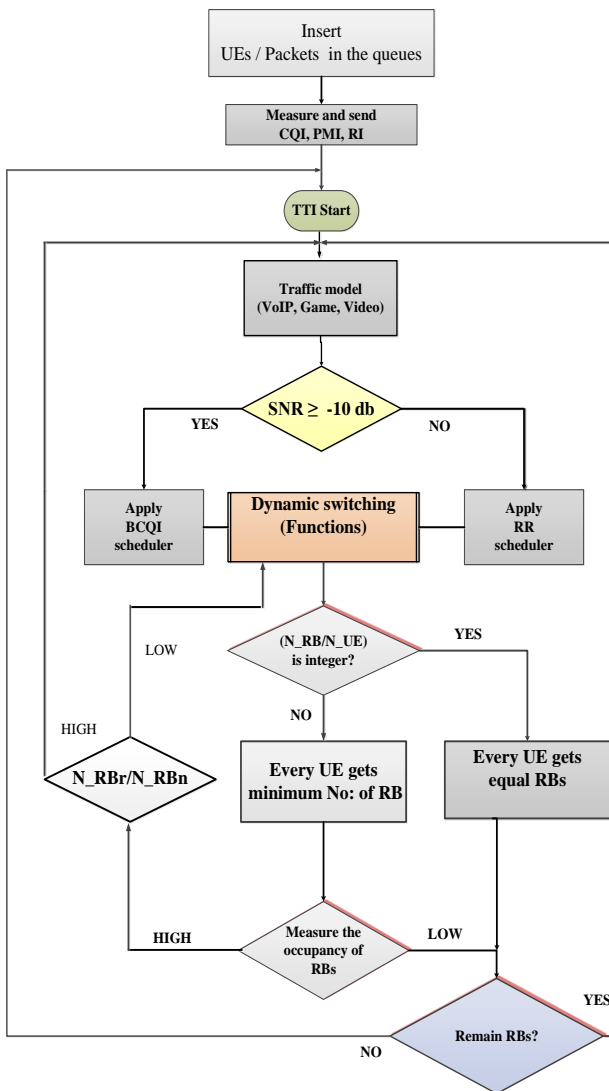 Insert
UEs / Packets in the queues
Measure and send
CQI, PMI, RI
TTI Start
Traffic model
(VoIP, Game, Video)
SNR ≥ -10 db
YES
NO
Apply
BCQI
scheduler
Dynamic switching
(Functions)
Apply
RR
scheduler
LOW
(N_RB/N_UE)
is integer?
YES
HIGH
NO
N_RBr/N_RBn
Every UE gets
minimum No: of RB
Every UE gets
equal RBs
HIGH
Measure the
occupancy of
RBs
LOW
YES
Remain RBs?
NO